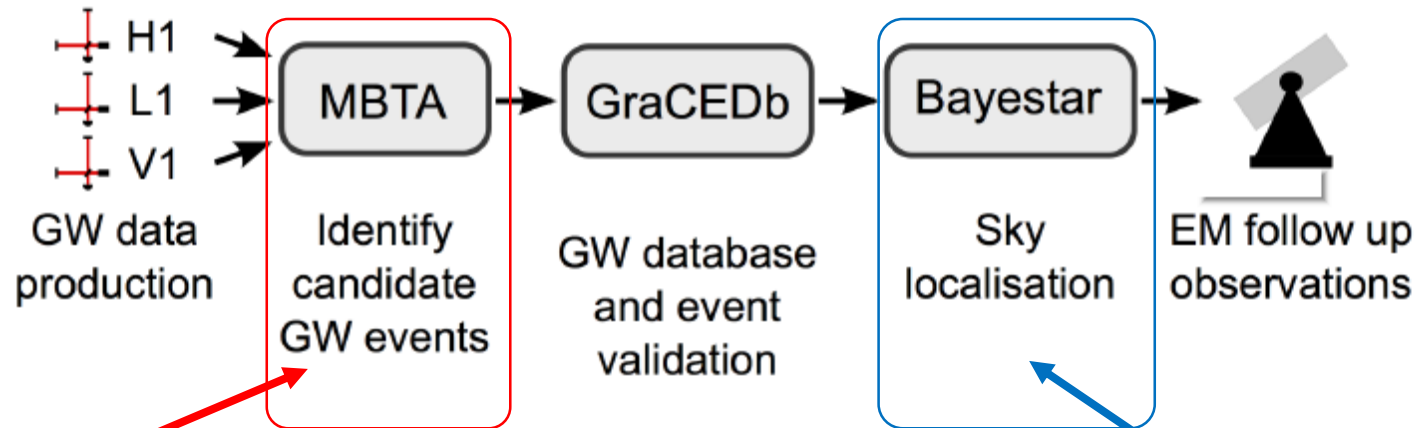 H1
L1
V1
MBTA
GraCEDb
Bayestar
GW data
production
Identify
candidate
GW events
GW database
and event
validation
Sky
localisation
EM follow up
observations